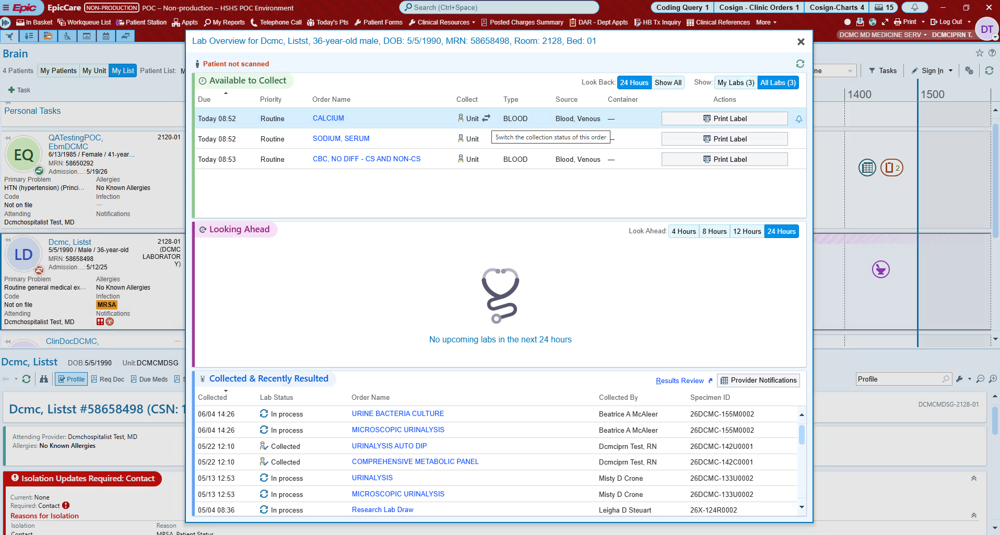 Epic EpicCare NON-PRODUCTION POC – Non-production – HSHS POC Environment Search (Ctrl+Space) Coding Query 1 Cosign - Clinic Orders 1 Cosign-Charts 4 15
In Basket Workqueue List Patient Station Appts My Reports Telephone Call Today's Pts Patient Forms Clinical Resources Posted Charges Summary DAR - Dept Appts HB Tx Inquiry Clinical References More Print Log Out
DT
DCMC MD MEDICINE SERV DCMCIPRN T.
Brain
4 Patients My Patients My Unit My List Patient List:
Tasks Sign In
Task
1400 1500
Personal Tasks
EQ
QATestingPOC, 2120-01
EbmDCMC
6/13/1985 / Female / 41-year...
MRN: 58650292
Admission...: 5/19/26
Primary Problem Allergies
HTN (hypertension) (Princi... No Known Allergies
Code Infection
Not on file —
Attending Notifications
Dcmchospitalist Test, MD
2
LD
Dcmc, Listst 2128-01
5/5/1990 / Male / 36-year-old (DCMC
MRN: 58658498 LABORATOR
Admission...: 5/12/25 Y)
Primary Problem Allergies
Routine general medical ex... No Known Allergies
Code Infection
Not on file MRSA
Attending Notifications
Dcmchospitalist Test, MD
ClinDocDCMC, —
Dcmc, Listst DOB: 5/5/1990 Unit: DCMCMDSG
Profile Req Doc Due Meds
Profile
Dcmc, Listst #58658498 (CSN:
DCMCMDSG-2128-01
Attending Provider: Dcmchospitalist Test, MD
Allergies: No Known Allergies
Isolation Updates Required: Contact
Current: None
Required: Contact
Reasons for Isolation
Isolation Reason
Contact MRSA, Patient Status
Lab Overview for Dcmc, Listst, 36-year-old male, DOB: 5/5/1990, MRN: 58658498, Room: 2128, Bed: 01
Patient not scanned
Available to Collect
Look Back: 24 Hours Show All Show: My Labs (3) All Labs (3)
Due Priority Order Name Collect Type Source Container Actions
Today 08:52 Routine CALCIUM Unit BLOOD Blood, Venous — Print Label
Today 08:52 Routine SODIUM, SERUM Unit Print Label
Switch the collection status of this order
Today 08:53 Routine CBC, NO DIFF - CS AND NON-CS Unit BLOOD Blood, Venous — Print Label
Looking Ahead
Look Ahead: 4 Hours 8 Hours 12 Hours 24 Hours
No upcoming labs in the next 24 hours
Collected & Recently Resulted
Results Review Provider Notifications
Collected Lab Status Order Name Collected By Specimen ID
06/04 14:26 In process URINE BACTERIA CULTURE Beatrice A McAleer 26DCMC-155M0002
06/04 14:26 In process MICROSCOPIC URINALYSIS Beatrice A McAleer 26DCMC-155M0002
05/22 12:10 Collected URINALYSIS AUTO DIP Dcmciprn Test, RN 26DCMC-142U0001
05/22 12:10 Collected COMPREHENSIVE METABOLIC PANEL Dcmciprn Test, RN 26DCMC-142C0001
05/13 12:53 In process URINALYSIS Misty D Crone 26DCMC-133U0002
05/13 12:53 In process MICROSCOPIC URINALYSIS Misty D Crone 26DCMC-133U0002
05/04 08:36 In process Research Lab Draw Leigha D Steuart 26X-124R0002